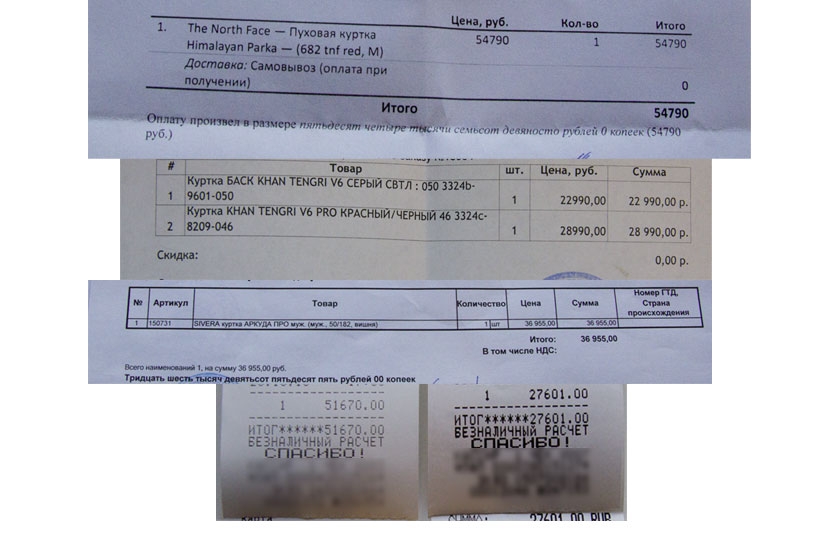 Цена, руб. Кол-во Итого
1. The North Face — Пуховая куртка 54790 1 54790
Himalayan Parka — (682 tnf red, M)
Доставка: Самовывоз (оплата при
получении) 0
Итого 54790
Оплату произвел в размере пятьдесят четыре тысячи семьсот девяносто рублей 0 копеек (54790
руб.)
# Товар шт. Цена, руб. Сумма
1 Куртка БАСК KHAN TENGRI V6 СЕРЫЙ СВТЛ : 050 3324b-
9601-050 1 22990,00 22 990,00 р.
2 Куртка KHAN TENGRI V6 PRO КРАСНЫЙ/ЧЕРНЫЙ 46 3324c-
8209-046 1 28990,00 28 990,00 р.
Скидка: 0,00 р.
№ Артикул Товар Количество Цена Сумма Номер ГТД,
Страна
происхождения
1 150731 SIVERA куртка АРКУДА ПРО муж. (муж., 50/182, вишня) 1 шт 36 955,00 36 955,00
Итого: 36 955,00
В том числе НДС:
Всего наименований 1, на сумму 36 955,00 руб.
Тридцать шесть тысяч девятьсот пятьдесят пять рублей 00 копеек
1 51670.00
ИТОГ******51670.00
БЕЗНАЛИЧНЫЙ РАСЧЕТ
СПАСИБО!
1 27601.00
ИТОГ******27601.00
БЕЗНАЛИЧНЫЙ РАСЧЕТ
СПАСИБО!
27601.00 RUB